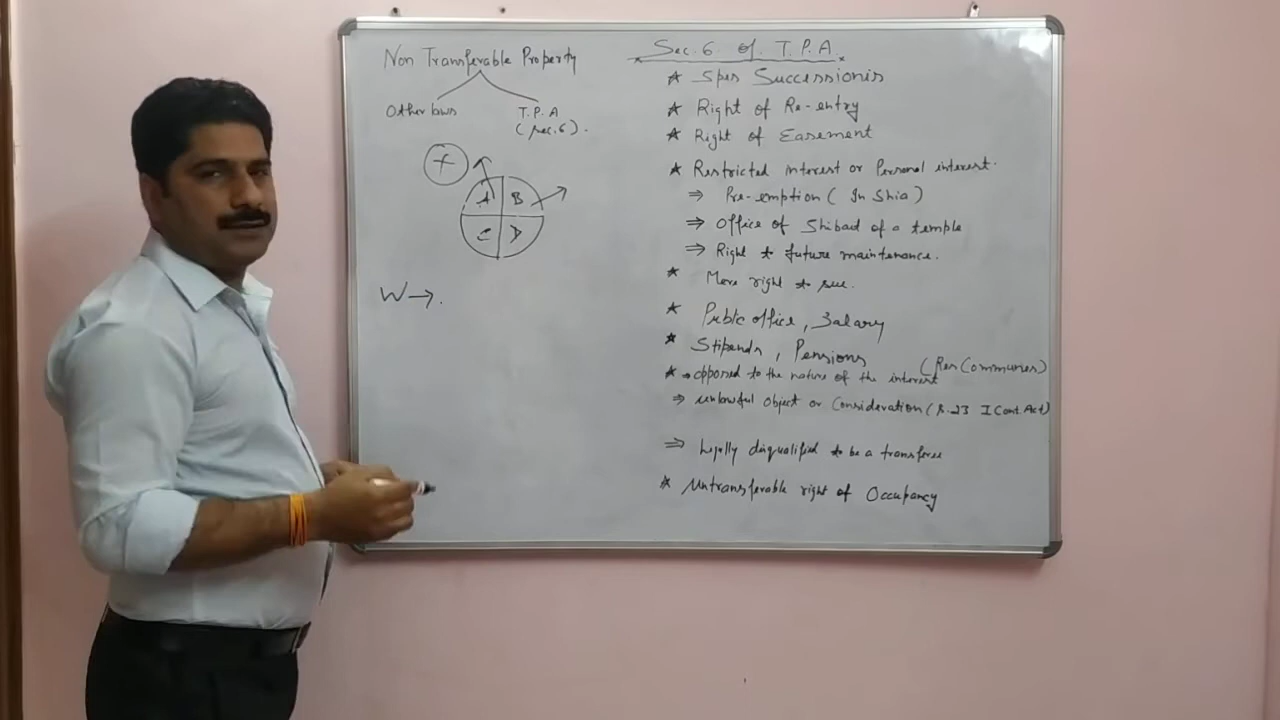 Non Transferable Property
Other laws
T.P.A
(Sec.6).
F
A B
C D
W→.
Sec.6 of T.P.A.
★ Spes Successionis
★ Right of Re-entry
★ Right of Easement
★ Restricted interest or Personal interest.
⇒ Pre-emption ( In Shia )
⇒ Office of Shibad of a temple
⇒ Right to future maintenance.
★ Mere right to sue.
★ Public office, Salary
★ Stipends, Pensions
(Res Communes)
★ opposed to the nature of the interest
⇒ unlawful Object or Consideration (s.23 I Cont. Act)
⇒ Legally disqualified to be a transferee
★ Untransferable right of Occupancy